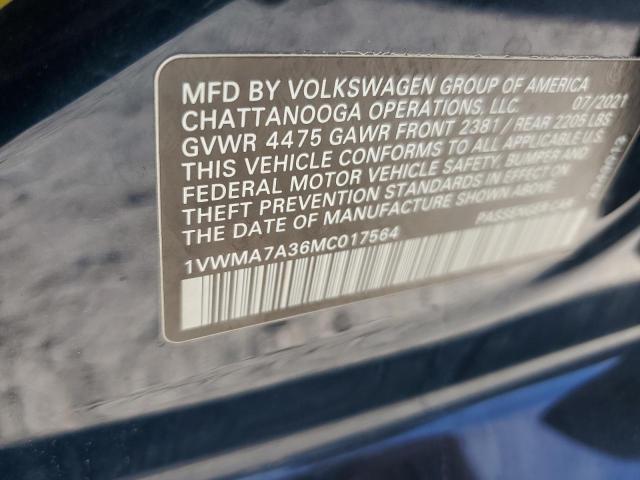 MFD BY VOLKSWAGEN GROUP OF AMERICA
CHATTANOOGA OPERATIONS, LLC. 07/2021
GVWR 4475 GAWR FRONT 2381 / REAR 2205 LBS
THIS VEHICLE CONFORMS TO ALL APPLICABLE U.S.
FEDERAL MOTOR VEHICLE SAFETY, BUMPER AND
THEFT PREVENTION STANDARDS IN EFFECT ON
THE DATE OF MANUFACTURE SHOWN ABOVE.
1VWMA7A36MC017564 PASSENGER CAR